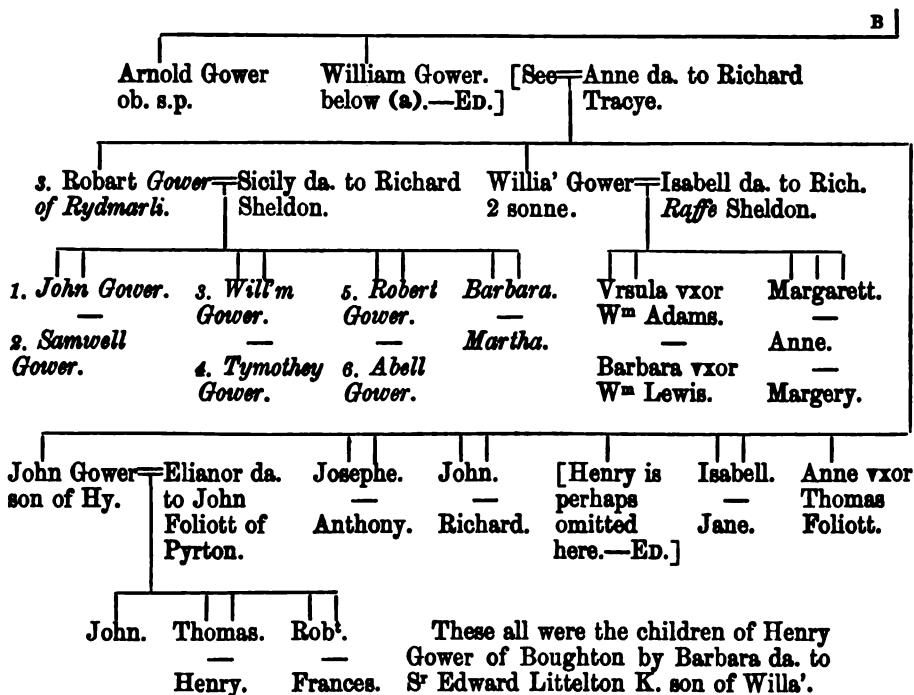 B
Arnold Gower William Gower. [See Anne da. to Richard
ob. s.p. below (a).—ED.] Tracye.
3. Robart Gower Sicily da. to Richard Willia' Gower Isabell da. to Rich.
of Rydmarli. Sheldon. 2 sonne. Raffe Sheldon.
1. John Gower. 3. Will'm 5. Robert Barbara. Vrsula vxor Margarett.
— Gower. Gower. — Wᵐ Adams. —
2. Samwell — — Martha. — Anne.
Gower. 4. Tymothey 6. Abell Barbara vxor —
Gower. Gower. Wᵐ Lewis. Margery.
John Gower Elianor da. Josephe. John. [Henry is Isabell. Anne vxor
son of Hy. to John — — perhaps — Thomas
Foliott of Anthony. Richard. omitted Jane. Foliott.
Pyrton. here.—ED.]
John. Thomas. Robᵗ. These all were the children of Henry
— — Gower of Boughton by Barbara da. to
Henry. Frances. Sʳ Edward Littelton K. son of Willa'.